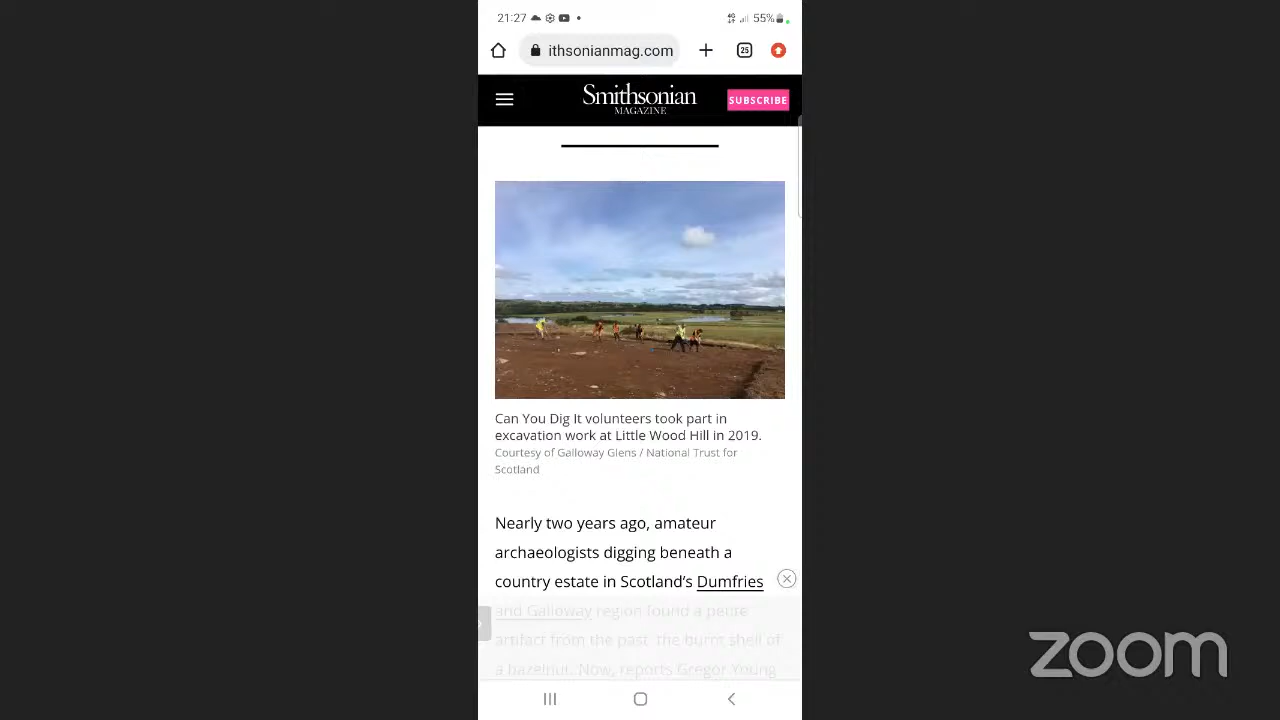 21:27
55%
ithsonianmag.com
25
Smithsonian
MAGAZINE
SUBSCRIBE
Can You Dig It volunteers took part in
excavation work at Little Wood Hill in 2019.
Courtesy of Galloway Glens / National Trust for
Scotland
Nearly two years ago, amateur
archaeologists digging beneath a
country estate in Scotland's Dumfries
and Galloway region found a petite
artifact from the past: the burnt shell of
a hazelnut. Now, reports Gregor Young
zoom